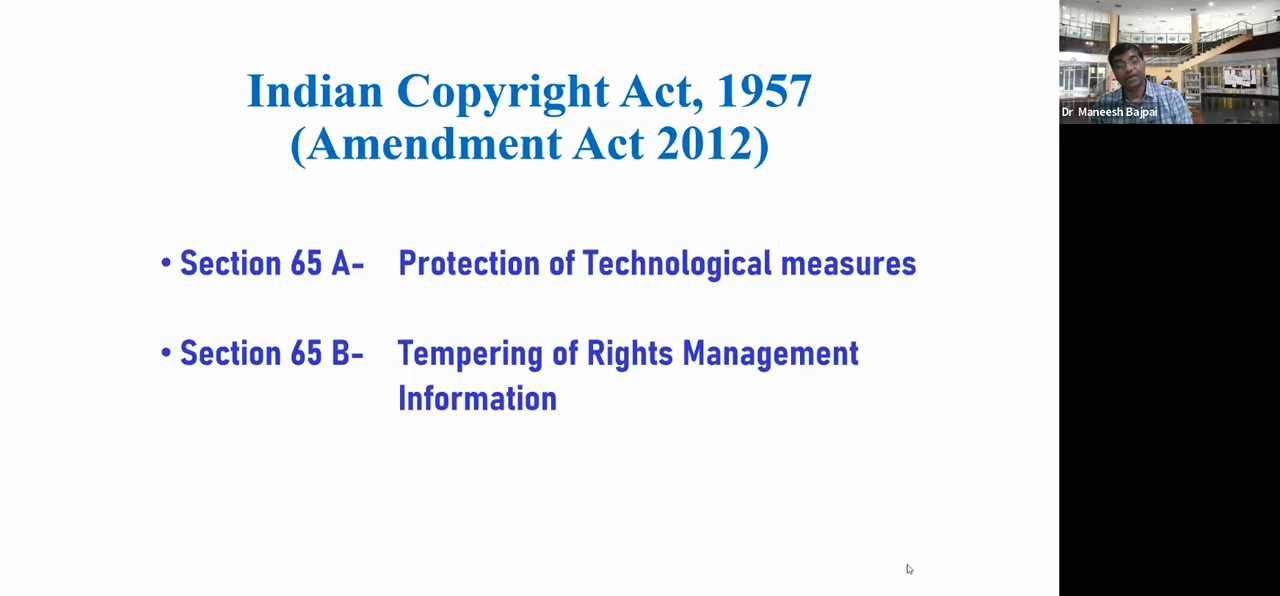 Indian Copyright Act, 1957
(Amendment Act 2012)
• Section 65 A- Protection of Technological measures
• Section 65 B- Tempering of Rights Management
Information
Dr Maneesh Bajpai